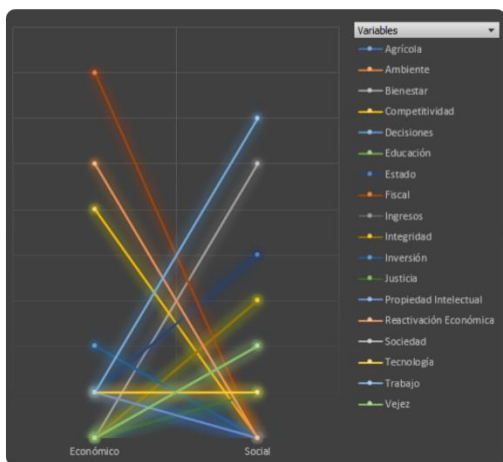 Variables
Agrícola
Ambiente
Bienestar
Competitividad
Decisiones
Educación
Estado
Fiscal
Ingresos
Integridad
Inversión
Justicia
Propiedad Intelectual
Reactivación Económica
Sociedad
Tecnología
Trabajo
Vejez
Económico
Social